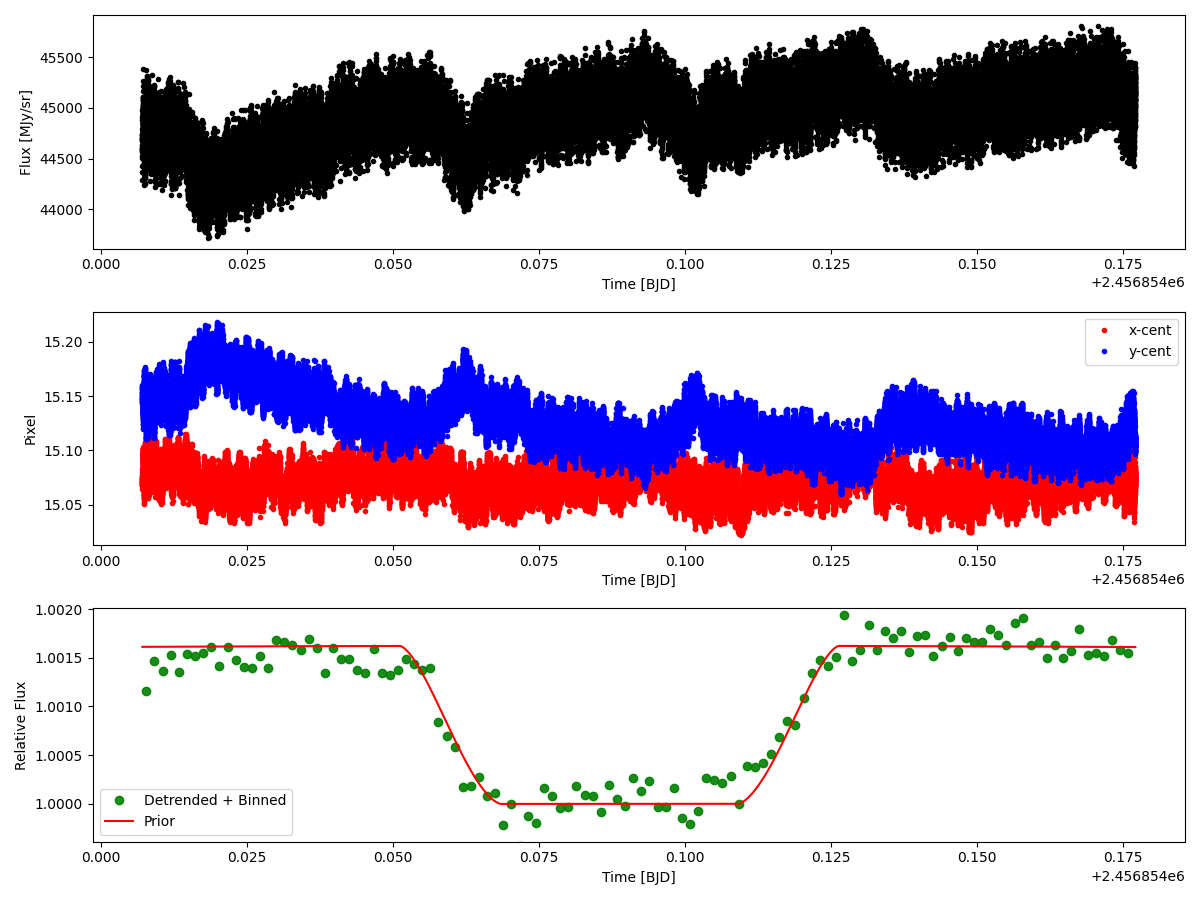 45500
45000
44500
44000
Flux [MJy/sr]
0.000 0.025 0.050 0.075 0.100 0.125 0.150 0.175
Time [BJD]
+2.456854e6
15.20
15.15
15.10
15.05
Pixel
x-cent
y-cent
0.000 0.025 0.050 0.075 0.100 0.125 0.150 0.175
Time [BJD]
+2.456854e6
1.0020
1.0015
1.0010
1.0005
1.0000
Relative Flux
Detrended + Binned
Prior
0.000 0.025 0.050 0.075 0.100 0.125 0.150 0.175
Time [BJD]
+2.456854e6